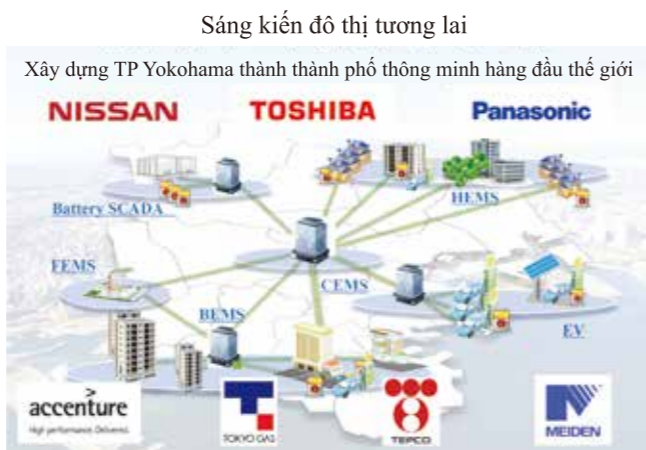 Sáng kiến đô thị tương lai
Xây dựng TP Yokohama thành thành phố thông minh hàng đầu thế giới
NISSAN
TOSHIBA
Panasonic
Battery SCADA
HEMS
FEMS
CEMS
BEMS
EV
accenture
High performance. Delivered.
TOKYO GAS
TEPCO
MEIDEN